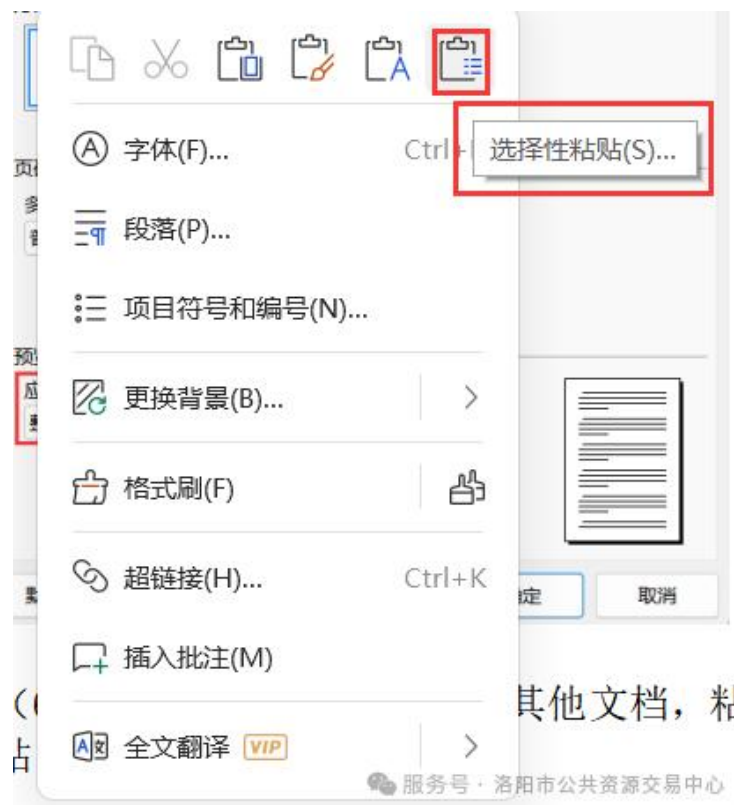 字体(F)...
Ctrl+
选择性粘贴(S)...
段落(P)...
项目符号和编号(N)...
更换背景(B)...
格式刷(F)
超链接(H)... Ctrl+K
取消
插入批注(M)
其他文档，粘
全文翻译 VIP
服务号 · 洛阳市公共资源交易中心